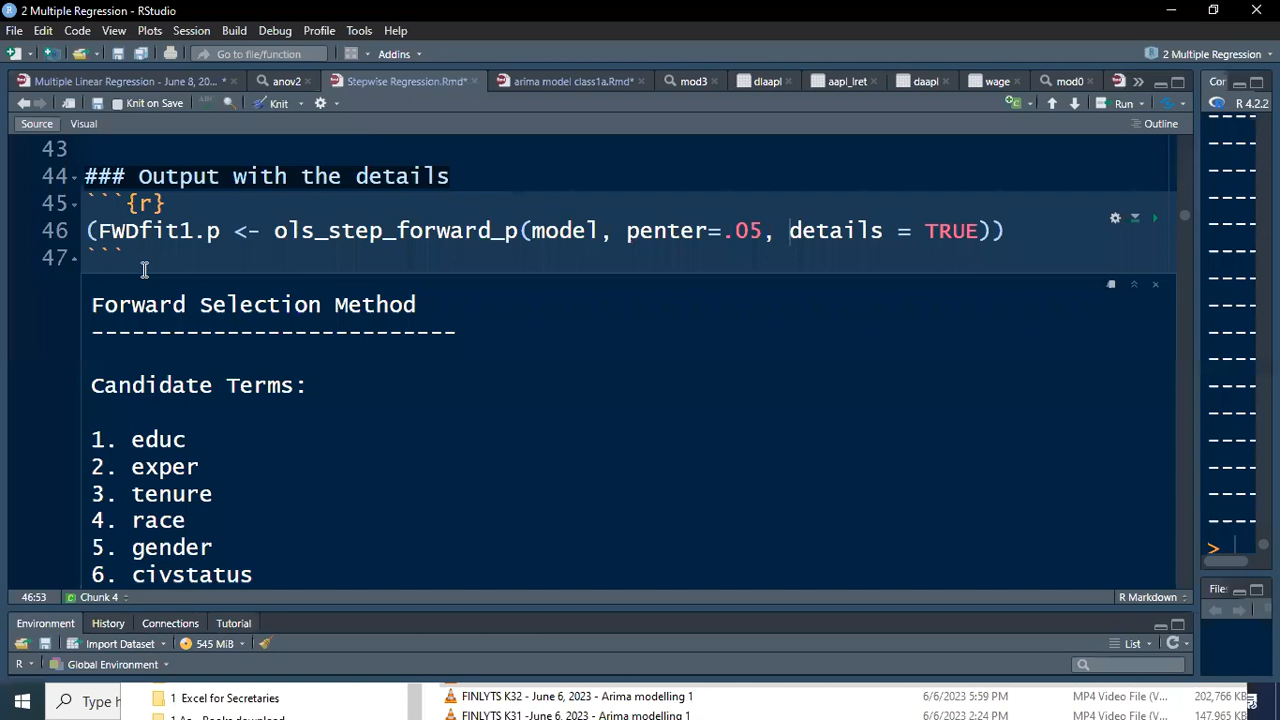 2 Multiple Regression - RStudio
File Edit Code View Plots Session Build Debug Profile Tools Help
Go to file/function Addins 2 Multiple Regression
Multiple Linear Regression - June 8, 20... anov2 Stepwise Regression.Rmd* arima model class1a.Rmd* mod3 dlaapl aapl_lret daapl wage mod0 Cor
Knit on Save Knit Run R 4.2.2
Source Visual Outline
43
44 ### Output with the details
45 ```{r}
46 (FWDfit1.p <- ols_step_forward_p(model, penter=.05, details = TRUE))
47 ```
Forward Selection Method
---------------------------
Candidate Terms:
1. educ
2. exper
3. tenure
4. race
5. gender
6. civstatus
>
46:53 Chunk 4 R Markdown File:
Environment History Connections Tutorial
Import Dataset 545 MiB List
R Global Environment
Type h 1 Excel for Secretaries FINLYTS K32 - June 6, 2023 - Arima modelling 1 6/6/2023 5:59 PM MP4 Video File (V... 202,766 KB
FINLYTS K31 - June 6, 2023 - Arima modelling 1 6/6/2023 2:24 PM MP4 Video File (V... 147,965 KB